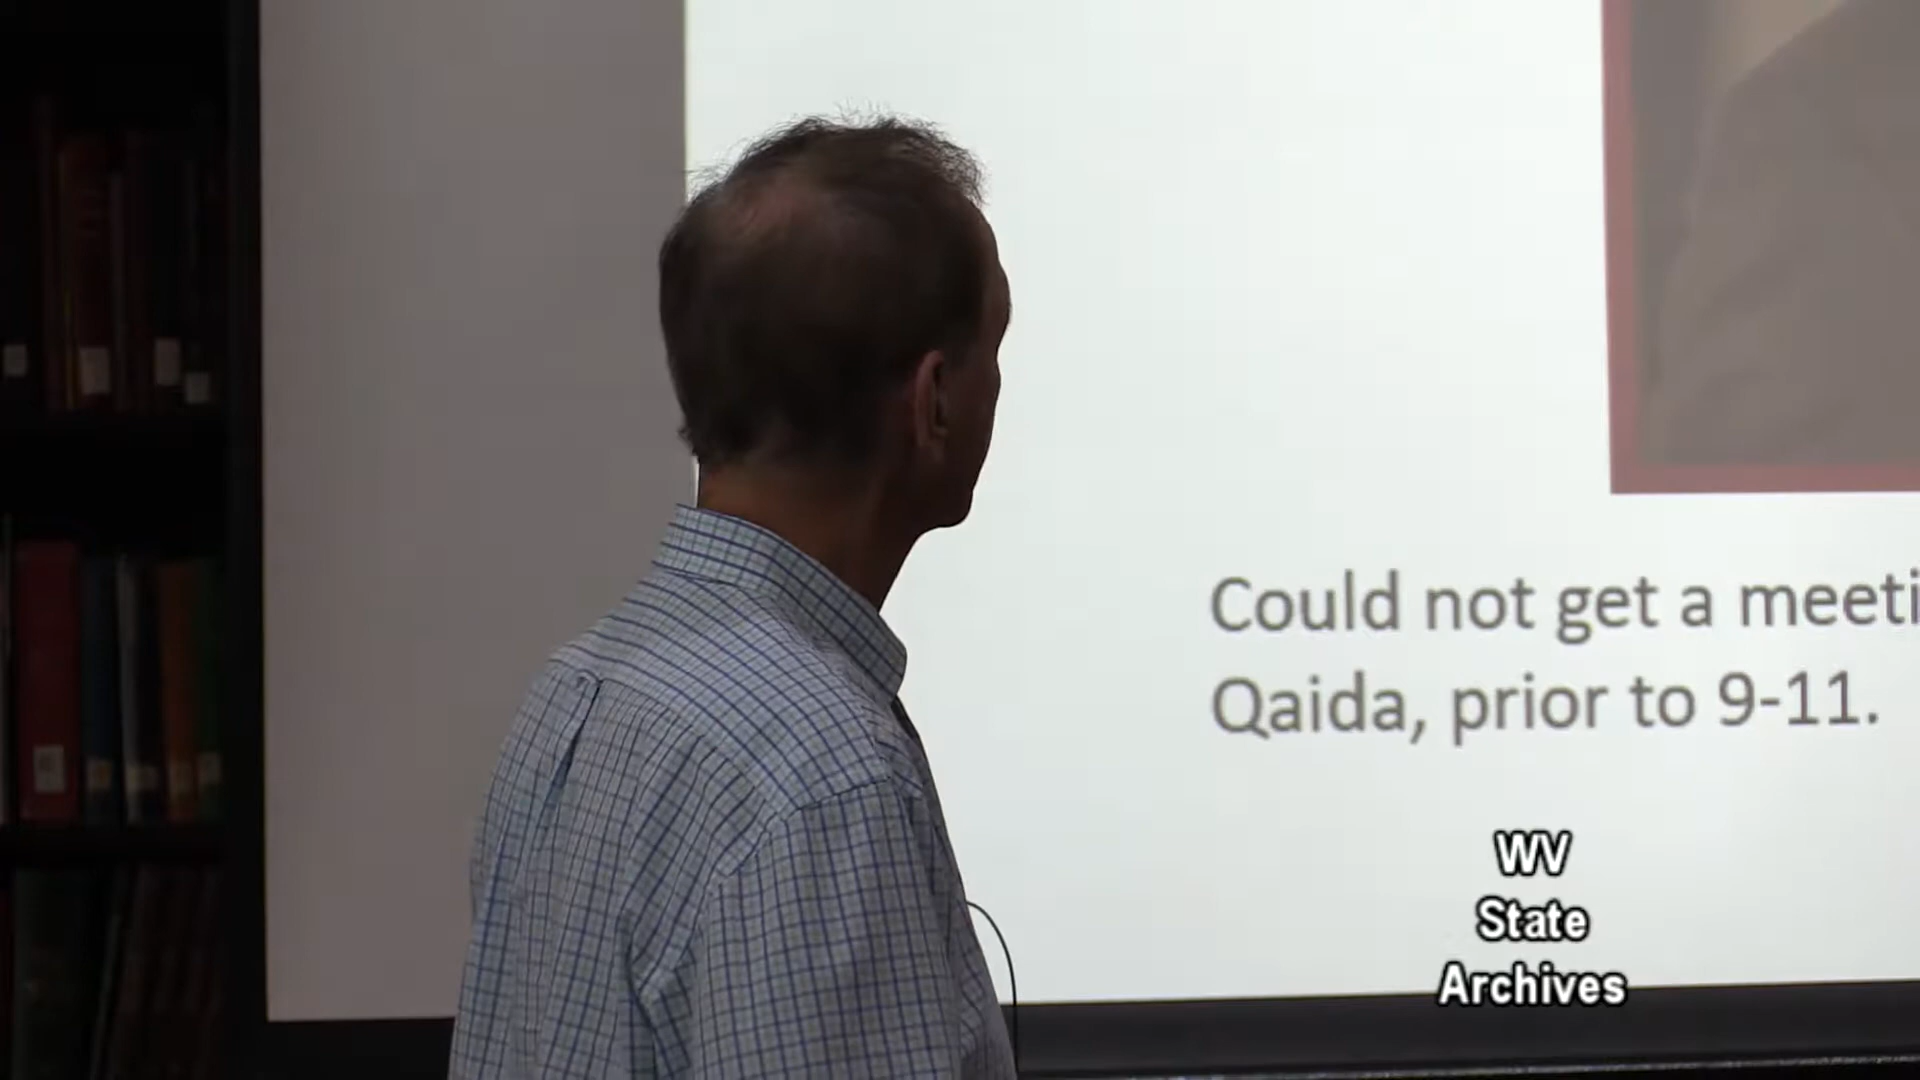 Could not get a meeti
Qaida, prior to 9-11.
WV
State
Archives